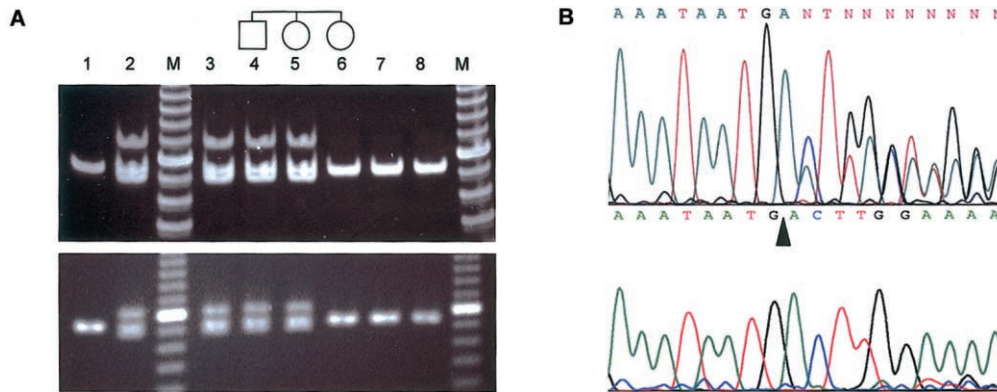 A
1 2 M 3 4 5 6 7 8 M
B
A A A T A A T G A N T N N N N N N N N
A A A T A A T G A C T T G G A A A A